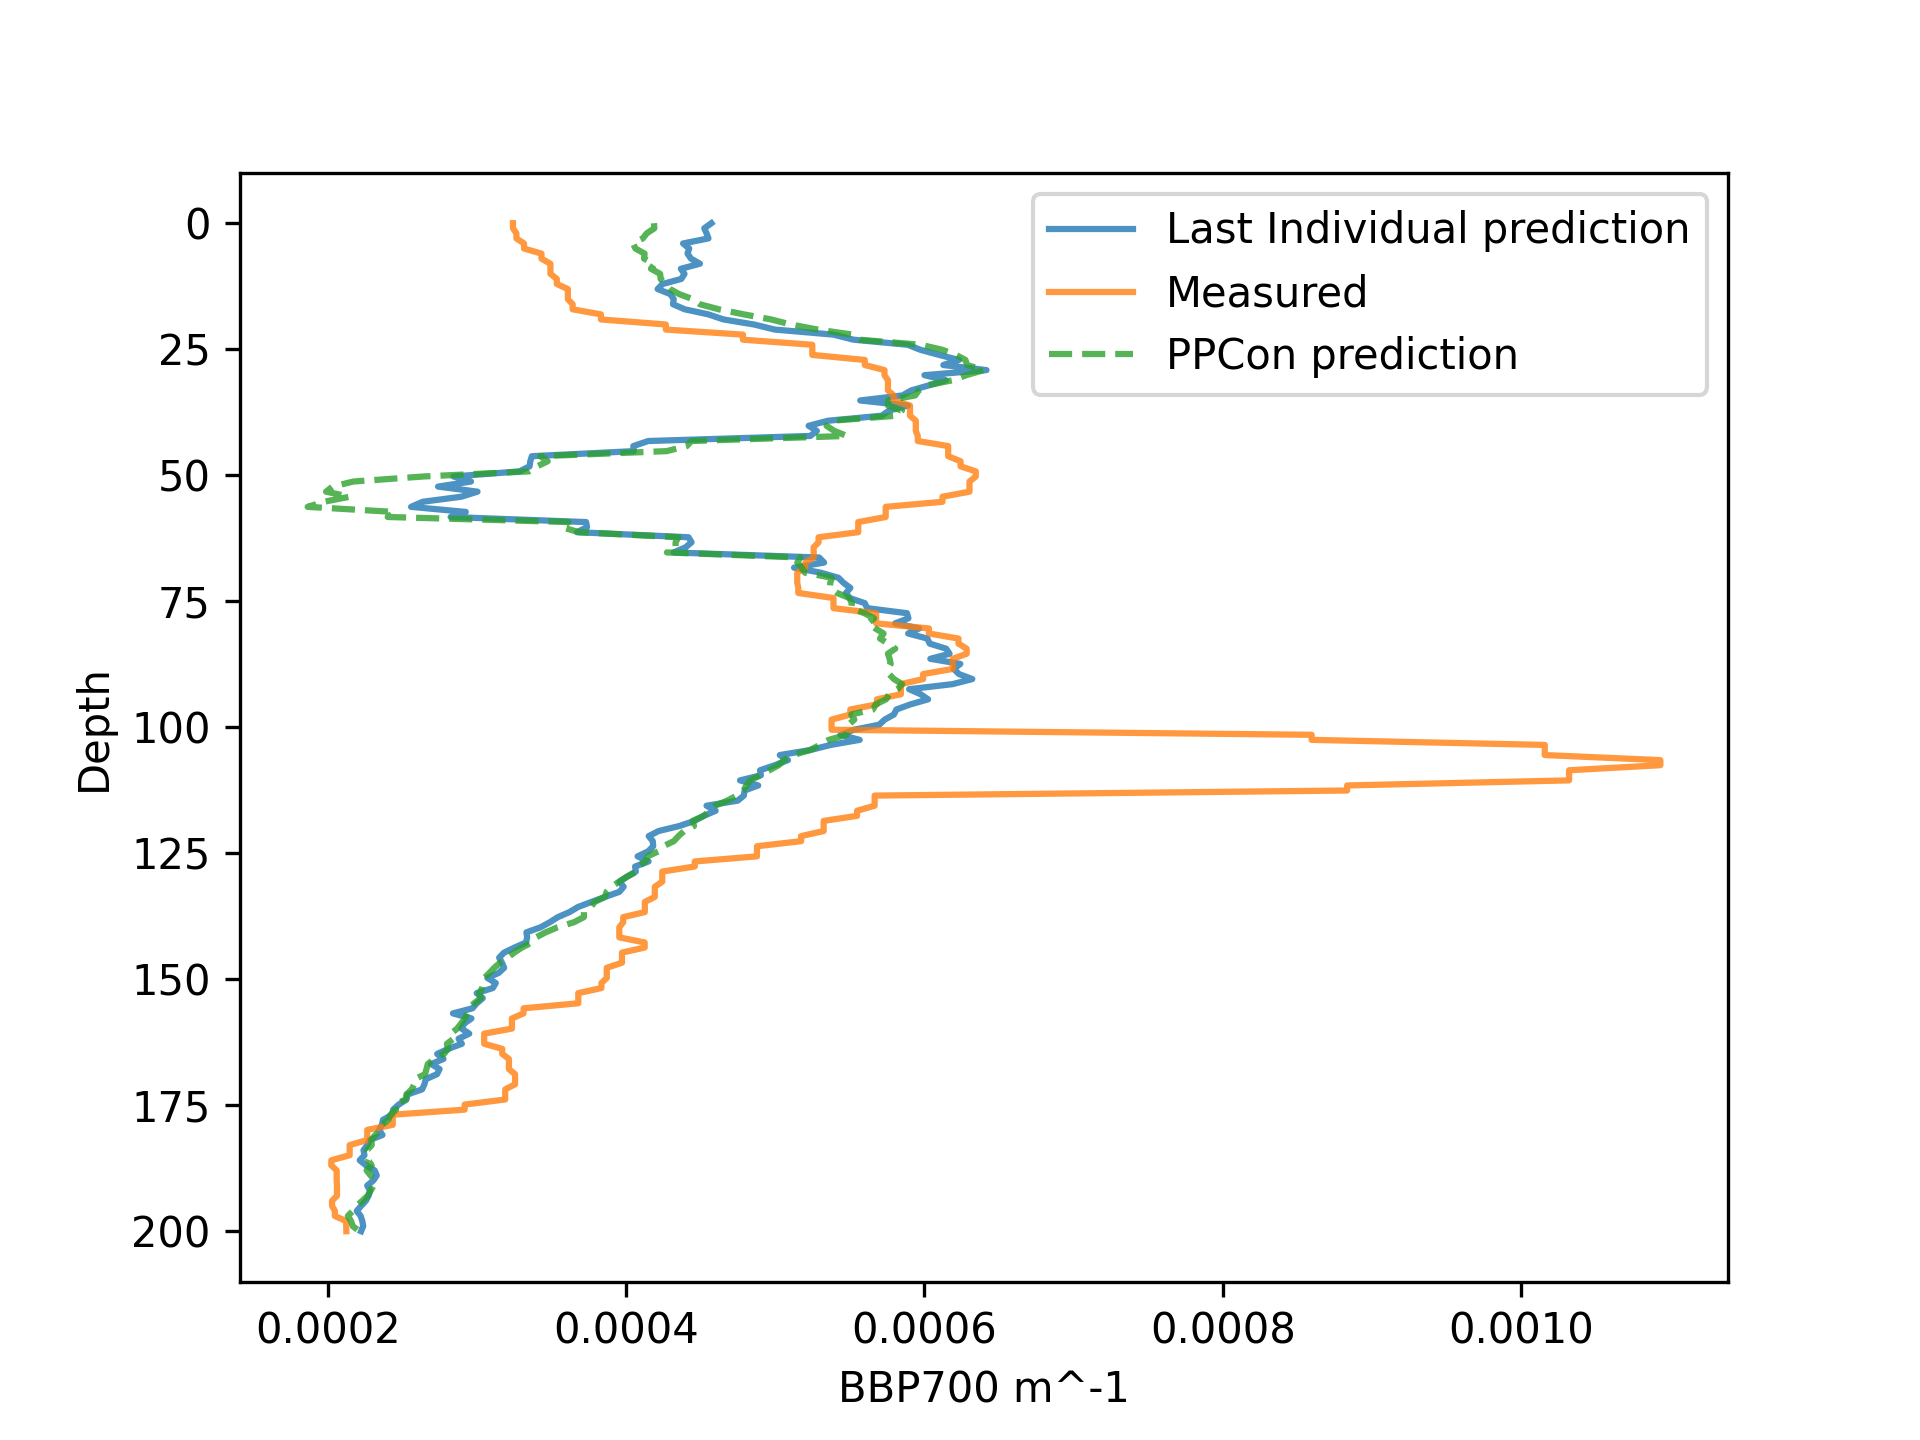 Last Individual prediction
Measured
PPCon prediction
0
25
50
75
100
125
150
175
200
Depth
0.0002 0.0004 0.0006 0.0008 0.0010
BBP700 m^-1